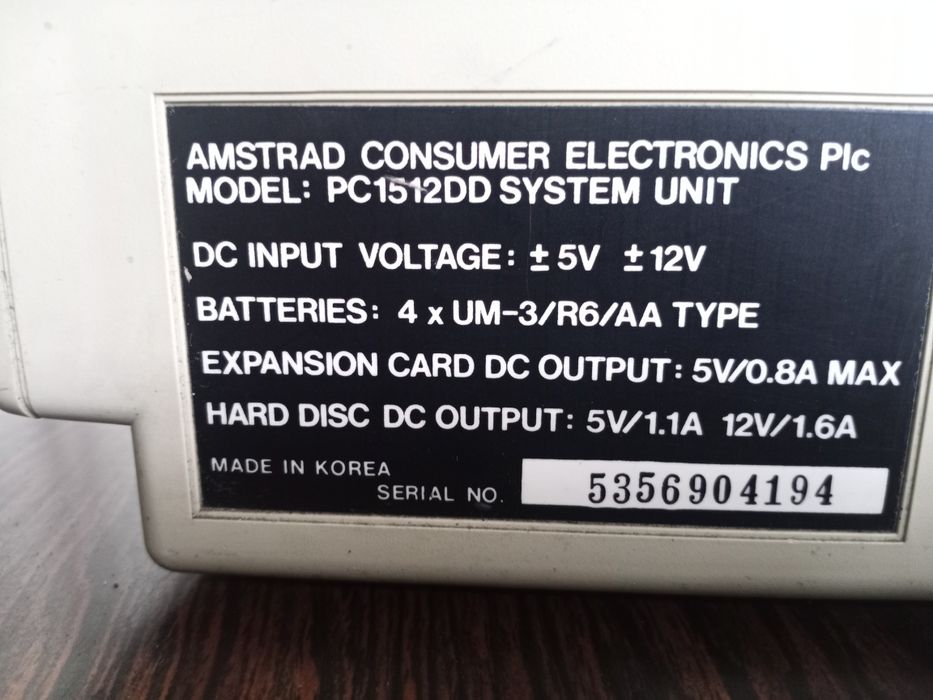 AMSTRAD CONSUMER ELECTRONICS Plc
MODEL: PC1512DD SYSTEM UNIT
DC INPUT VOLTAGE: ± 5V ± 12V
BATTERIES: 4 x UM-3/R6/AA TYPE
EXPANSION CARD DC OUTPUT: 5V/0.8A MAX
HARD DISC DC OUTPUT: 5V/1.1A 12V/1.6A
MADE IN KOREA
SERIAL NO. 5356904194